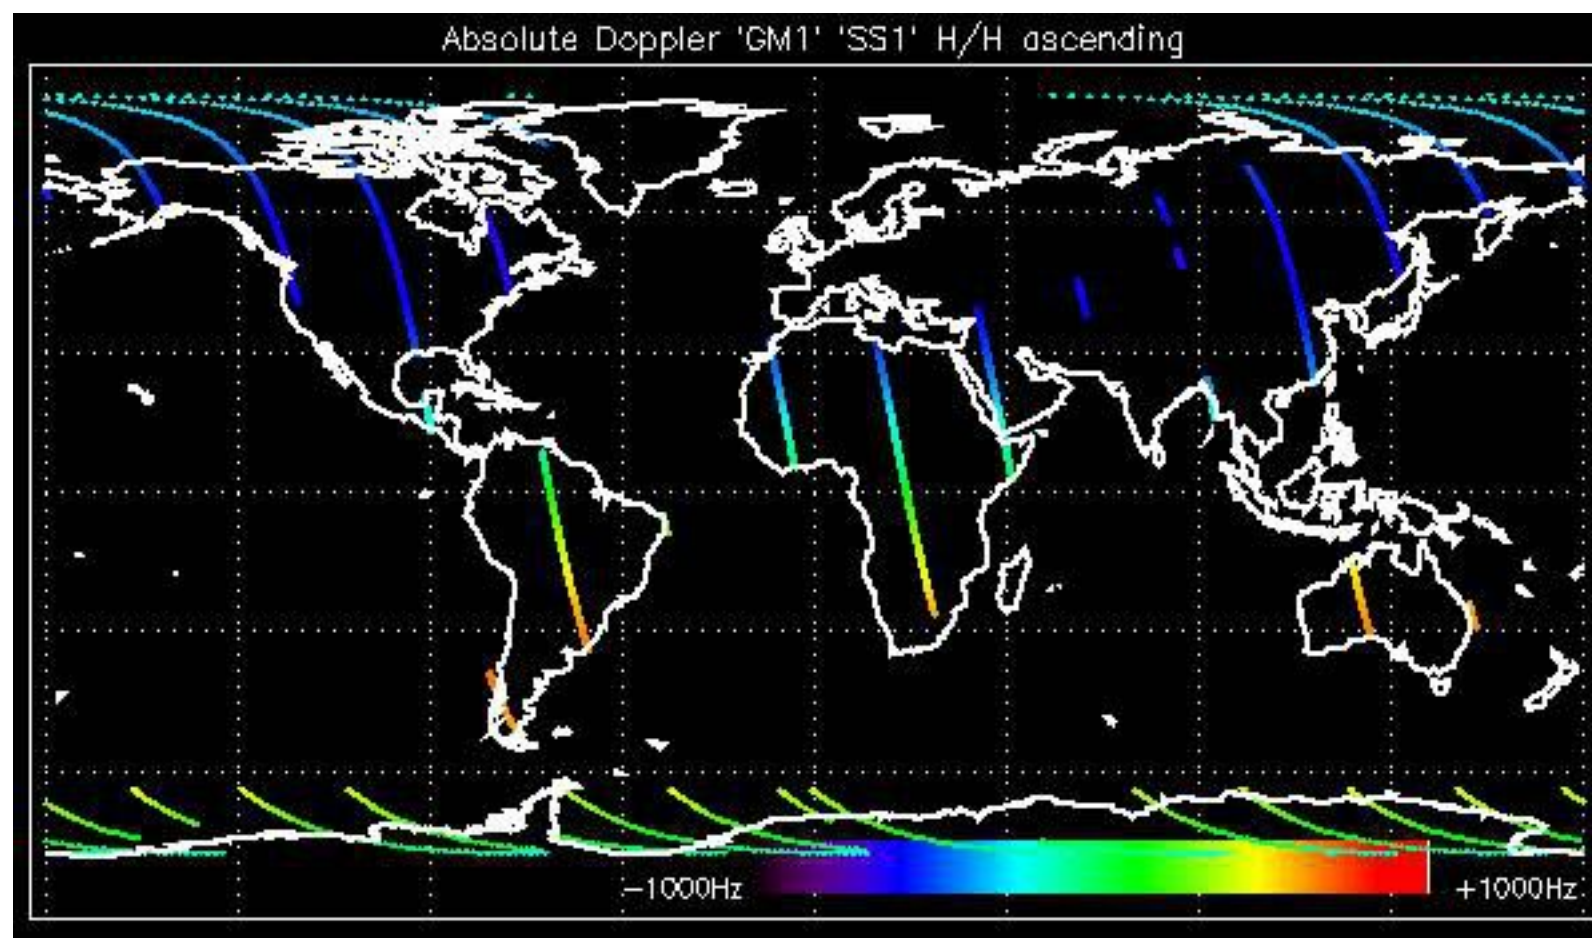 Absolute Doppler 'GM1' 'SS1' H/H ascending
-1000Hz +1000Hz